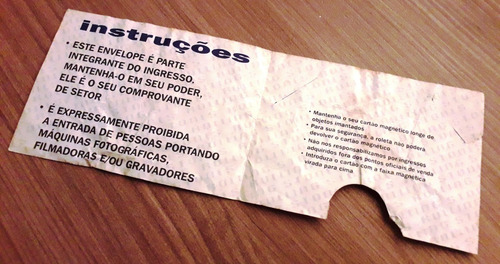 instruções
• ESTE ENVELOPE É PARTE
INTEGRANTE DO INGRESSO.
MANTENHA-O EM SEU PODER,
ELE É O SEU COMPROVANTE
DE SETOR
• É EXPRESSAMENTE PROIBIDA
A ENTRADA DE PESSOAS PORTANDO
MÁQUINAS FOTOGRÁFICAS,
FILMADORAS E/OU GRAVADORES
• Mantenha o seu cartão magnético longe de
objetos imantados
• Para sua segurança, a roleta não poderá
devolver o cartão magnético
• Não nos responsabilizamos por ingressos
adquiridos fora dos pontos oficiais de venda
• Introduza o cartão com a faixa magnética
virada para cima